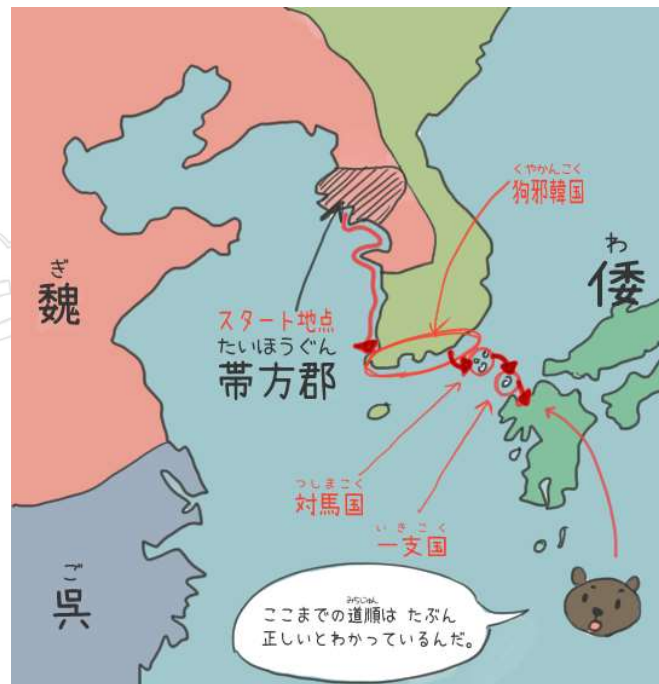 くやかんこく
狗邪韓国
わ
倭
ぎ
魏
スタート地点
たいほうぐん
帯方郡
つしまこく
対馬国
いきこく
一支国
ご
呉
みちじゅん
ここまでの道順は たぶん
正しいとわかっているんだ。